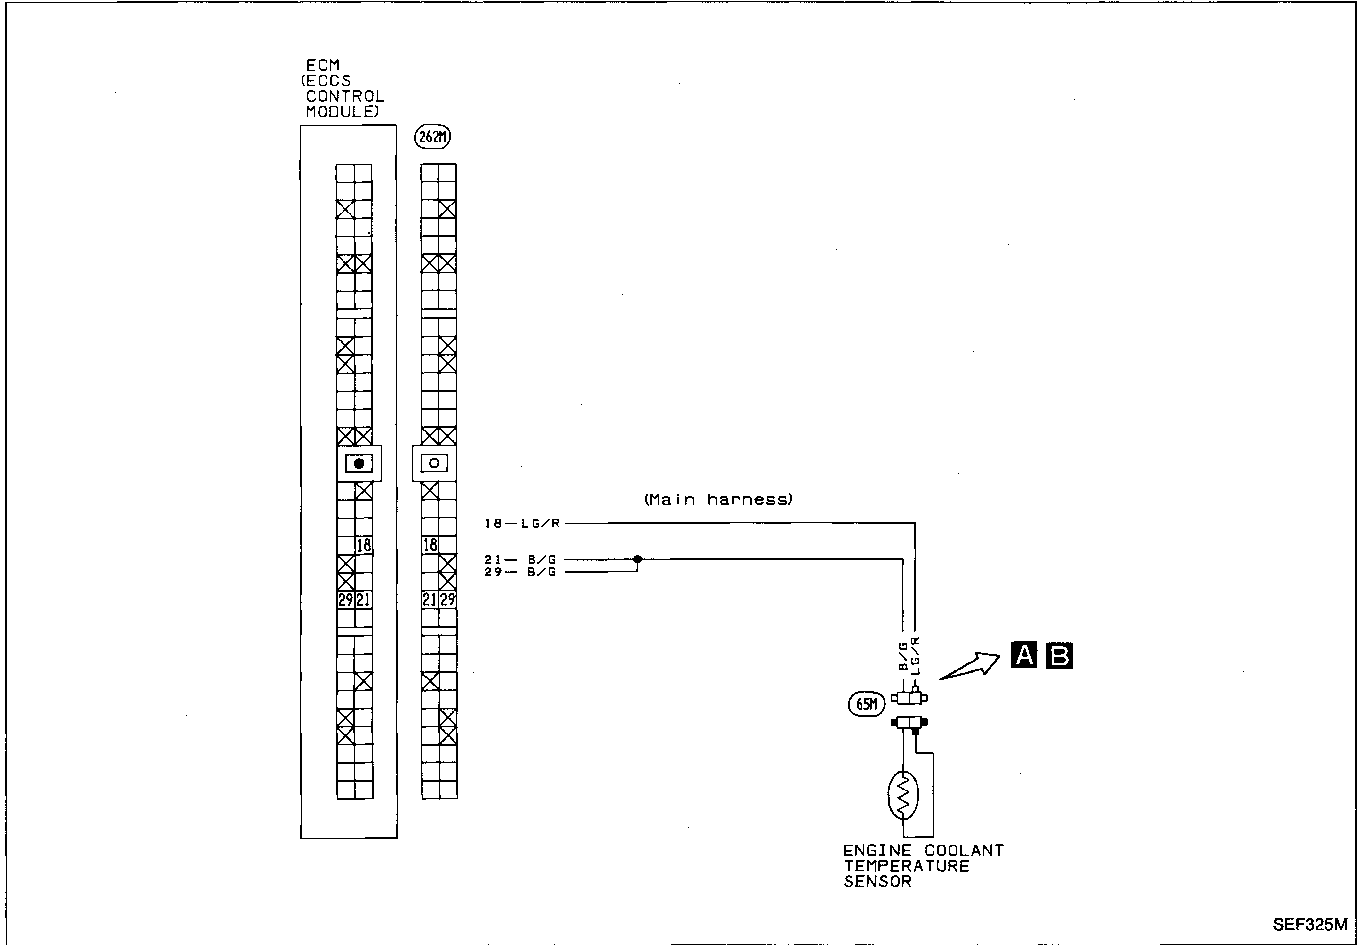 ECM
(ECCS
CONTROL
MODULE)
262M
(Main harness)
18—LG/R
21— B/G
29— B/G
18
18
29 21
21 29
B/G
LG/R
A B
65M
ENGINE COOLANT
TEMPERATURE
SENSOR
SEF325M